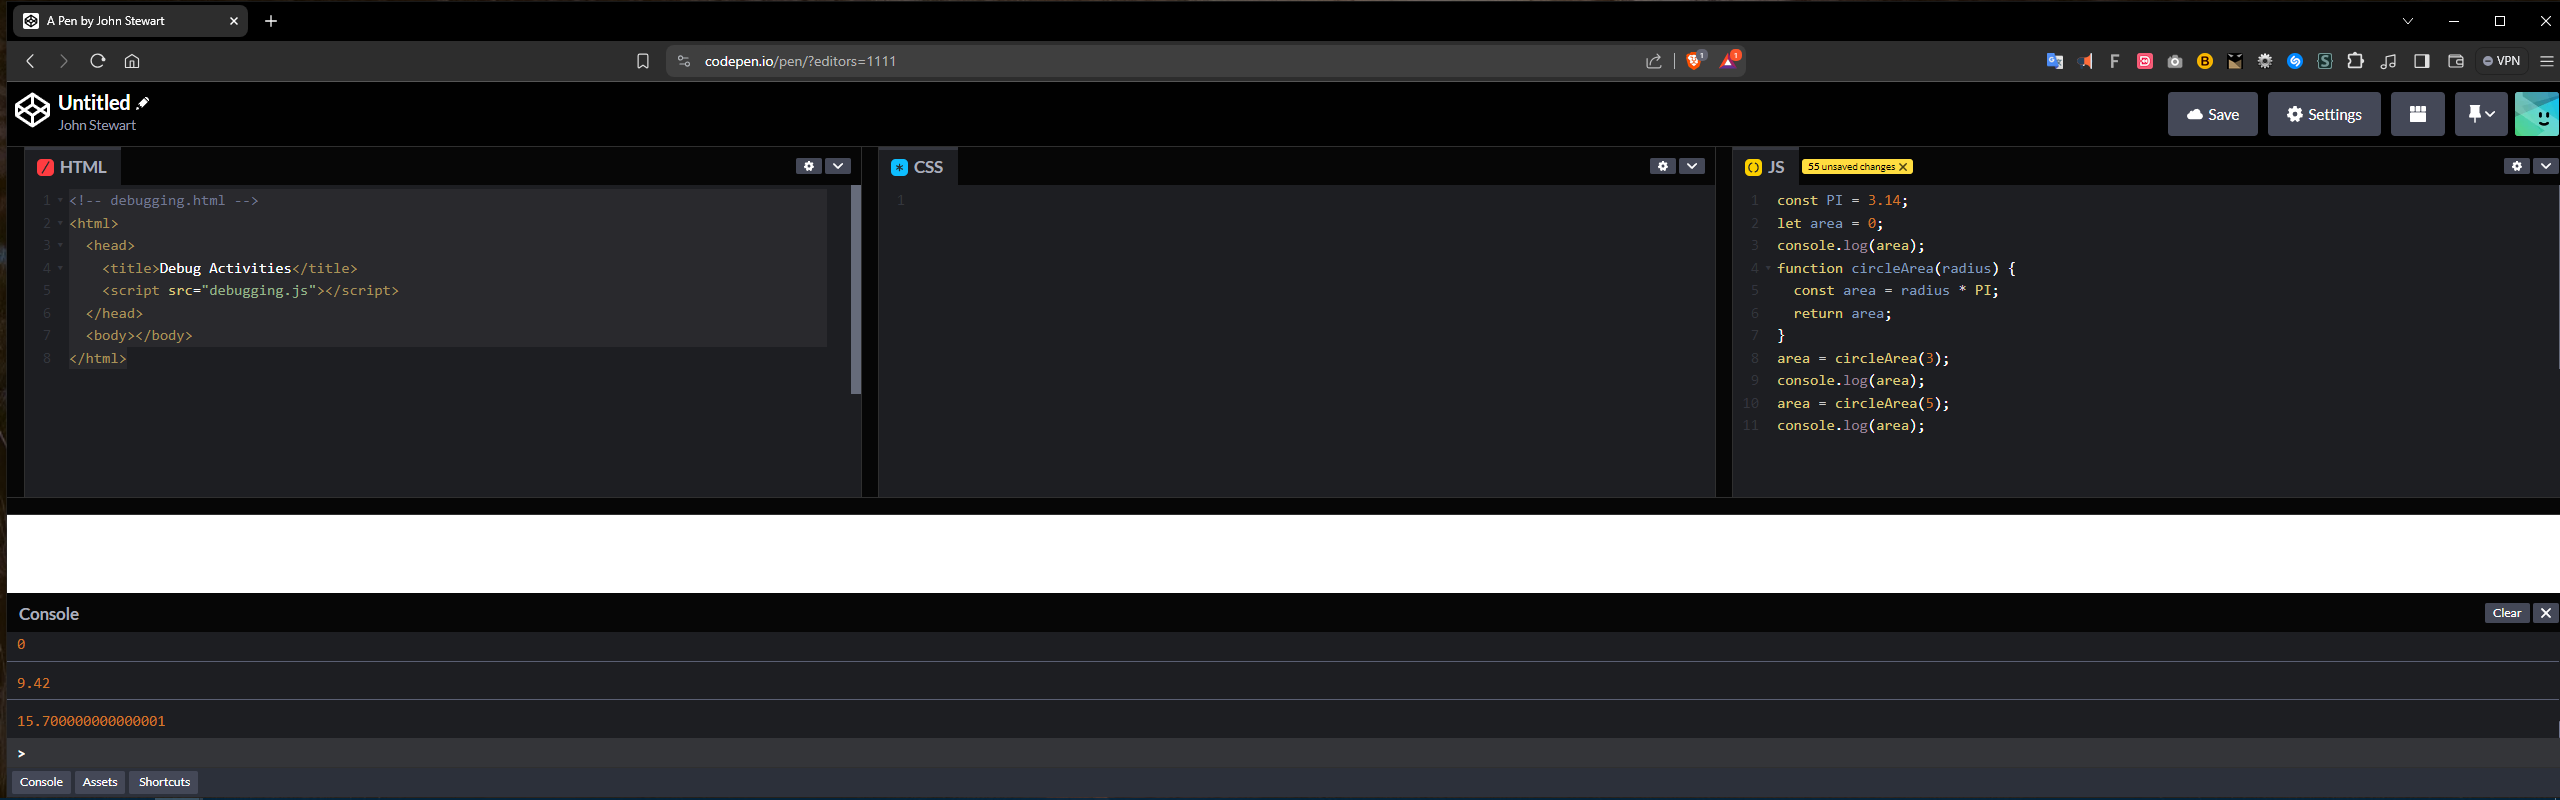 A Pen by John Stewart
codepen.io/pen/?editors=1111
1
1
VPN
Untitled
John Stewart
Save
Settings
HTML
1 <!-- debugging.html -->
2 <html>
3 <head>
4 <title>Debug Activities</title>
5 <script src="debugging.js"></script>
6 </head>
7 <body></body>
8 </html>
CSS
1
JS
55 unsaved changes
1 const PI = 3.14;
2 let area = 0;
3 console.log(area);
4 function circleArea(radius) {
5 const area = radius * PI;
6 return area;
7 }
8 area = circleArea(3);
9 console.log(area);
10 area = circleArea(5);
11 console.log(area);
Console
Clear
0
9.42
15.700000000000001
>
Console Assets Shortcuts